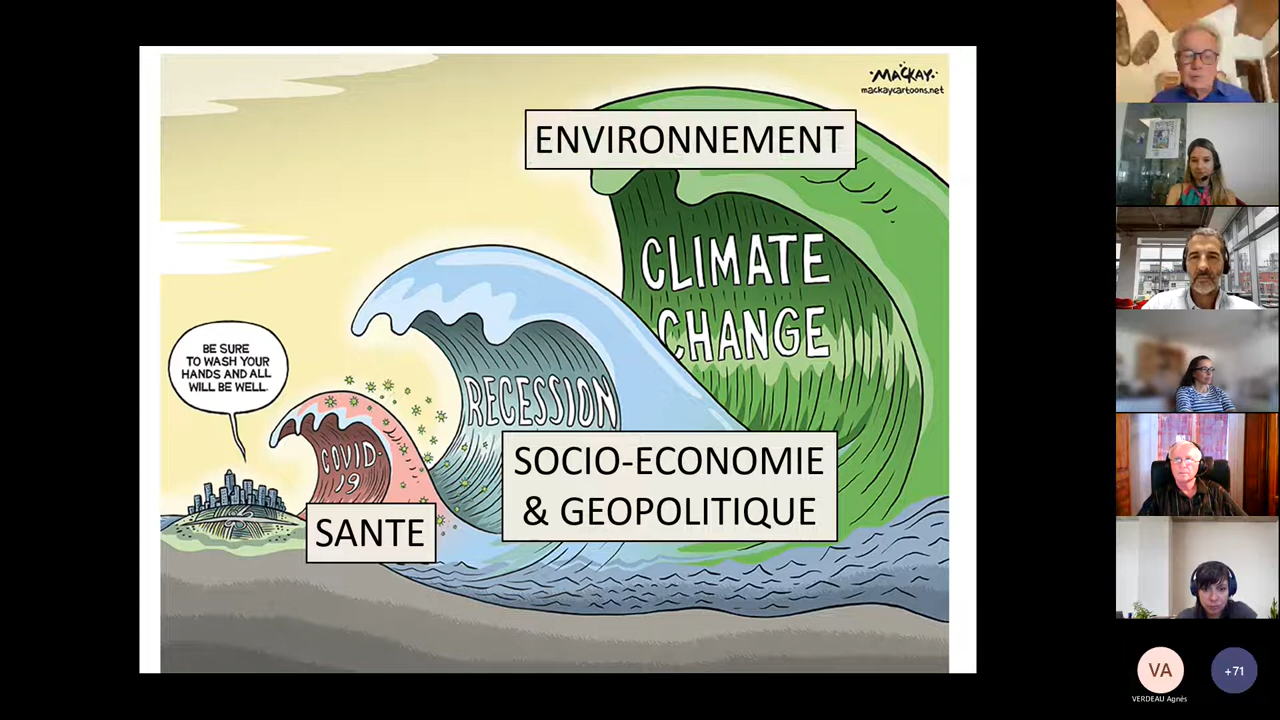 ·MACKAY·
mackaycartoons.net
ENVIRONNEMENT
CLIMATE
CHANGE
BE SURE
TO WASH YOUR
HANDS AND ALL
WILL BE WELL.
RECESSION
COVID-
19
SOCIO-ECONOMIE
& GEOPOLITIQUE
SANTE
VA
+71
VERDEAU Agnés